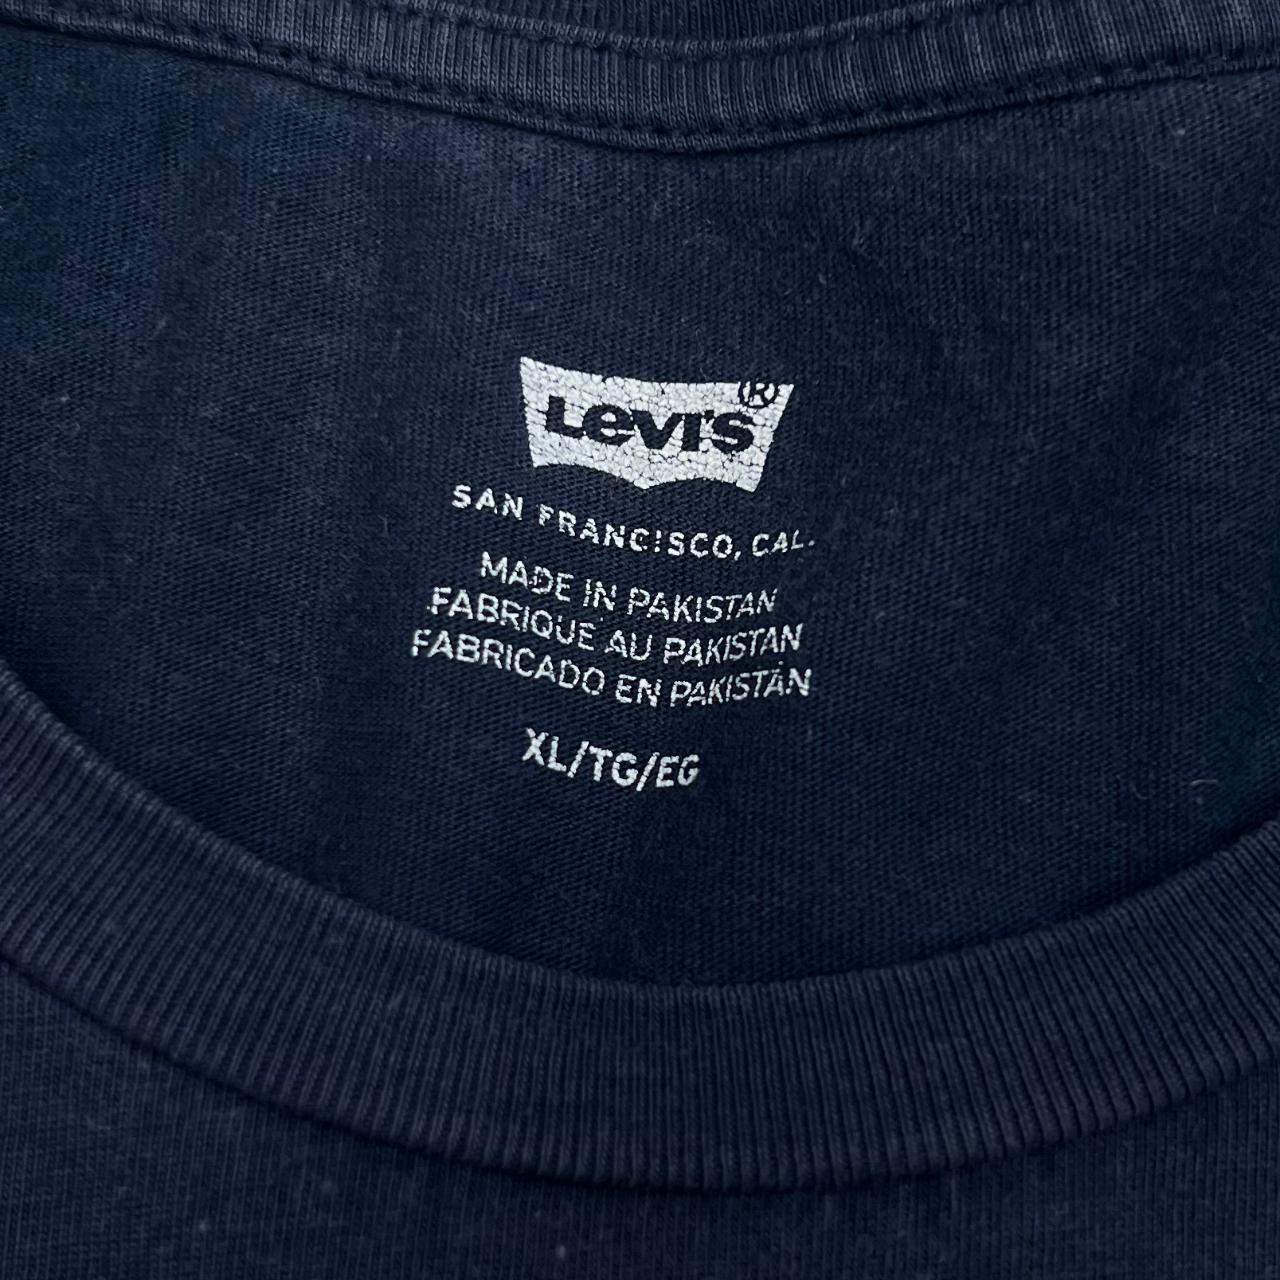 Levi's®
SAN FRANCISCO, CAL.
MADE IN PAKISTAN
FABRIQUE AU PAKISTAN
FABRICADO EN PAKISTÁN
XL/TG/EG